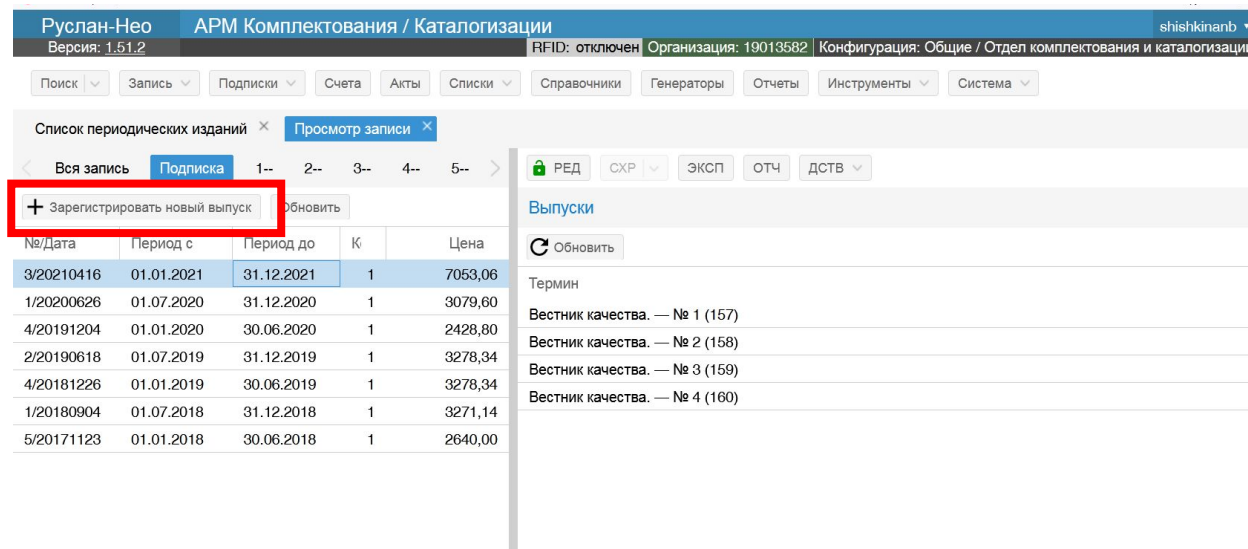 Руслан-Нео АРМ Комплектования / Каталогизации shishkinanb
Версия: 1.51.2 RFID: отключен Организация: 19013582 Конфигурация: Общие / Отдел комплектования и каталогизаци
Поиск Запись Подписки Счета Акты Списки Справочники Генераторы Отчеты Инструменты Система
Список периодических изданий × Просмотр записи ×
Вся запись Подписка 1-- 2-- 3-- 4-- 5--
+ Зарегистрировать новый выпуск Обновить
№/Дата Период с Период до Цена
3/20210416 01.01.2021 31.12.2021 1 7053,06
1/20200626 01.07.2020 31.12.2020 1 3079,60
4/20191204 01.01.2020 30.06.2020 1 2428,80
2/20190618 01.07.2019 31.12.2019 1 3278,34
4/20181226 01.01.2019 30.06.2019 1 3278,34
1/20180904 01.07.2018 31.12.2018 1 3271,14
5/20171123 01.01.2018 30.06.2018 1 2640,00
РЕД СХР ЭКСП ОТЧ ДСТВ
Выпуски
Обновить
Термин
Вестник качества. — № 1 (157)
Вестник качества. — № 2 (158)
Вестник качества. — № 3 (159)
Вестник качества. — № 4 (160)